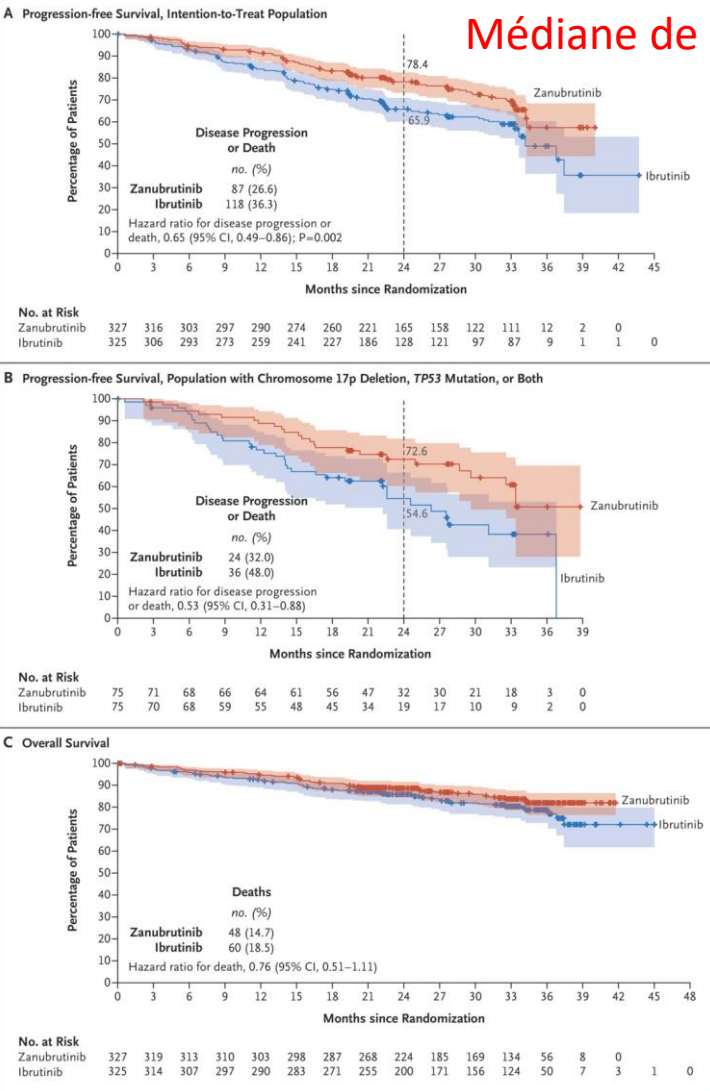 Médiane de
A Progression-free Survival, Intention-to-Treat Population
Percentage of Patients
100
90
80
70
60
50
40
30
20
10
0
78.4
65.9
Zanubrutinib
Ibrutinib
Disease Progression
or Death
no. (%)
Zanubrutinib 87 (26.6)
Ibrutinib 118 (36.3)
Hazard ratio for disease progression or
death, 0.65 (95% CI, 0.49–0.86); P=0.002
0 3 6 9 12 15 18 21 24 27 30 33 36 39 42 45
Months since Randomization
No. at Risk
Zanubrutinib 327 316 303 297 290 274 260 221 165 158 122 111 12 2 0
Ibrutinib 325 306 293 273 259 241 227 186 128 121 97 87 9 1 1 0
B Progression-free Survival, Population with Chromosome 17p Deletion, TP53 Mutation, or Both
Percentage of Patients
100
90
80
70
60
50
40
30
20
10
0
72.6
54.6
Zanubrutinib
Ibrutinib
Disease Progression
or Death
no. (%)
Zanubrutinib 24 (32.0)
Ibrutinib 36 (48.0)
Hazard ratio for disease progression
or death, 0.53 (95% CI, 0.31–0.88)
0 3 6 9 12 15 18 21 24 27 30 33 36 39
Months since Randomization
No. at Risk
Zanubrutinib 75 71 68 66 64 61 56 47 32 30 21 18 3 0
Ibrutinib 75 70 68 59 55 48 45 34 19 17 10 9 2 0
C Overall Survival
Percentage of Patients
100
90
80
70
60
50
40
30
20
10
0
Zanubrutinib
Ibrutinib
Deaths
no. (%)
Zanubrutinib 48 (14.7)
Ibrutinib 60 (18.5)
Hazard ratio for death, 0.76 (95% CI, 0.51–1.11)
0 3 6 9 12 15 18 21 24 27 30 33 36 39 42 45 48
Months since Randomization
No. at Risk
Zanubrutinib 327 319 313 310 303 298 287 268 224 185 169 134 56 8 0
Ibrutinib 325 314 307 297 290 283 271 255 200 171 156 124 50 7 3 1 0